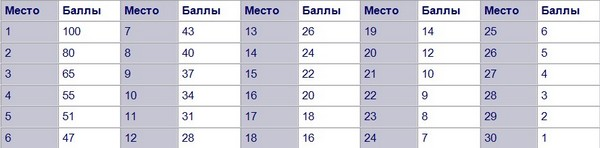 Место Баллы Место Баллы Место Баллы Место Баллы Место Баллы
1 100 7 43 13 26 19 14 25 6
2 80 8 40 14 24 20 12 26 5
3 65 9 37 15 22 21 10 27 4
4 55 10 34 16 20 22 9 28 3
5 51 11 31 17 18 23 8 29 2
6 47 12 28 18 16 24 7 30 1